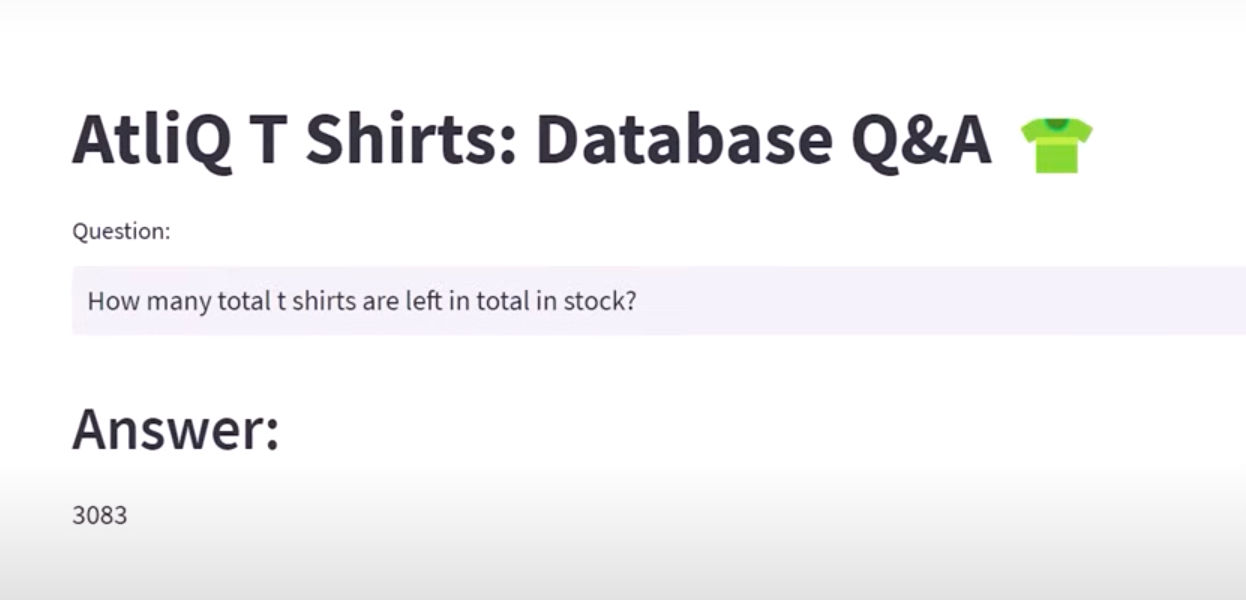 AtliQ T Shirts: Database Q&A 👕
Question:
How many total t shirts are left in total in stock?
Answer:
3083